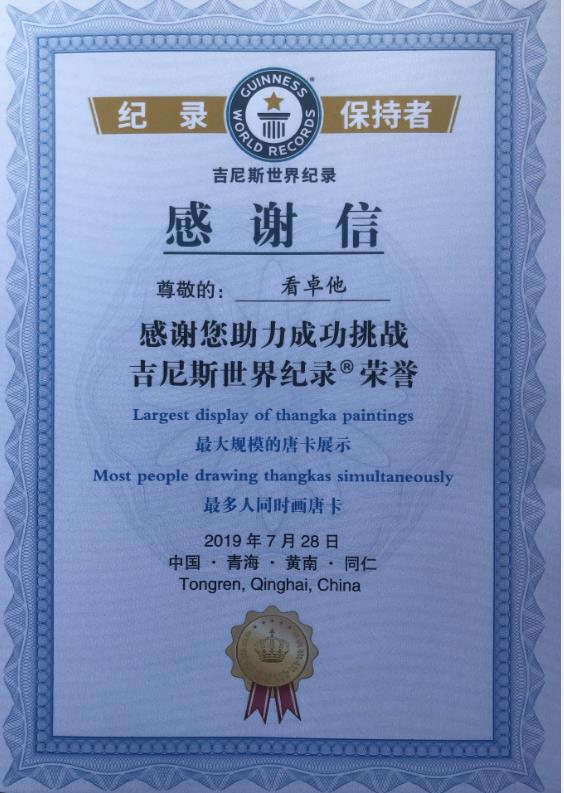 纪录
GUINNESS WORLD RECORDS
®
保持者
吉尼斯世界纪录
感谢信
尊敬的：看卓他
感谢您助力成功挑战
吉尼斯世界纪录®荣誉
Largest display of thangka paintings
最大规模的唐卡展示
Most people drawing thangkas simultaneously
最多人同时画唐卡
2019 年 7 月 28 日
中国 · 青海 · 黄南 · 同仁
Tongren, Qinghai, China